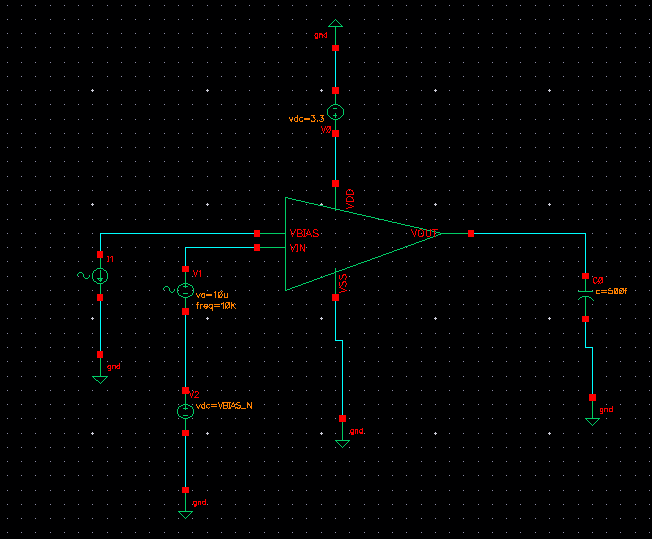 gnd
vdc=3.3
V0
VDD
VBIAS
VOUT
VIN
I1
V1
C0
VSS
va=10u
c=500f
freq=10K
gnd
V2
vdc=VBIAS_N
gnd
gnd
gnd